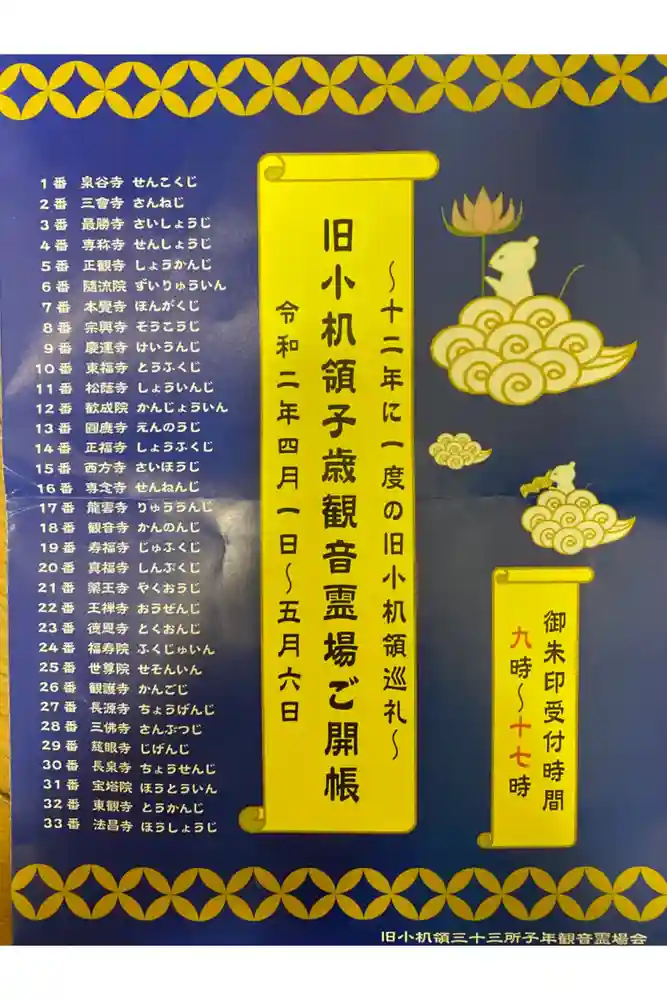 〜十二年に一度の旧小机領巡礼〜
旧小机領子歳観音霊場ご開帳
令和二年四月一日〜五月六日
1番 泉谷寺 せんこくじ
2番 三會寺 さんねじ
3番 最勝寺 さいしょうじ
4番 専称寺 せんしょうじ
5番 正観寺 しょうかんじ
6番 隨流院 ずいりゅういん
7番 本覺寺 ほんがくじ
8番 宗興寺 そうこうじ
9番 慶運寺 けいうんじ
10番 東福寺 とうふくじ
11番 松蔭寺 しょういんじ
12番 歓成院 かんじょういん
13番 圓應寺 えんのうじ
14番 正福寺 しょうふくじ
15番 西方寺 さいほうじ
16番 専念寺 せんねんじ
17番 龍雲寺 りゅううんじ
18番 観音寺 かんのんじ
19番 寿福寺 じゅふくじ
20番 真福寺 しんぷくじ
21番 薬王寺 やくおうじ
22番 王禅寺 おうぜんじ
23番 徳恩寺 とくおんじ
24番 福寿院 ふくじゅいん
25番 世尊院 せそんいん
26番 観護寺 かんごじ
27番 長源寺 ちょうげんじ
28番 三佛寺 さんぶつじ
29番 慈眼寺 じげんじ
30番 長泉寺 ちょうせんじ
31番 宝塔院 ほうとういん
32番 東観寺 とうかんじ
33番 法昌寺 ほうしょうじ
御朱印受付時間
九時〜十七時
旧小机領三十三所子年観音霊場会